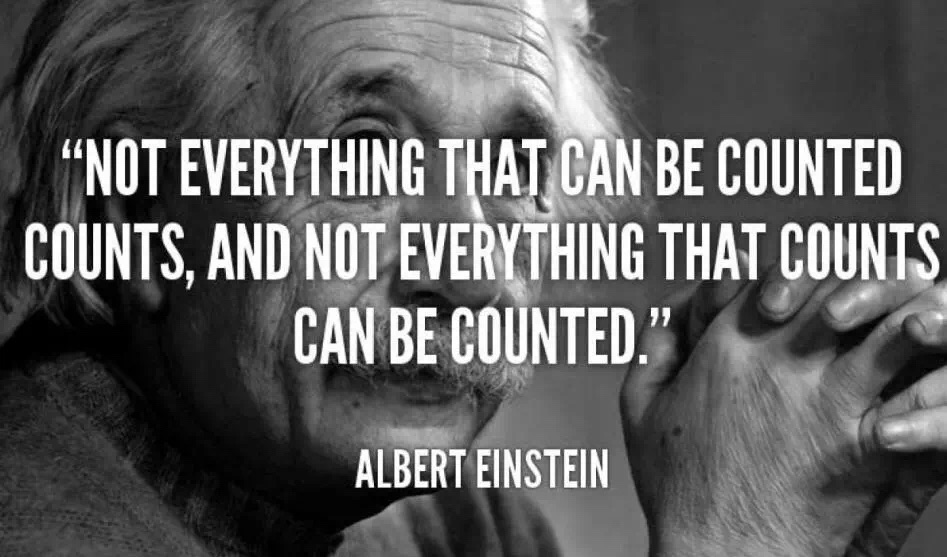 “NOT EVERYTHING THAT CAN BE COUNTED
COUNTS, AND NOT EVERYTHING THAT COUNTS
CAN BE COUNTED.”
ALBERT EINSTEIN